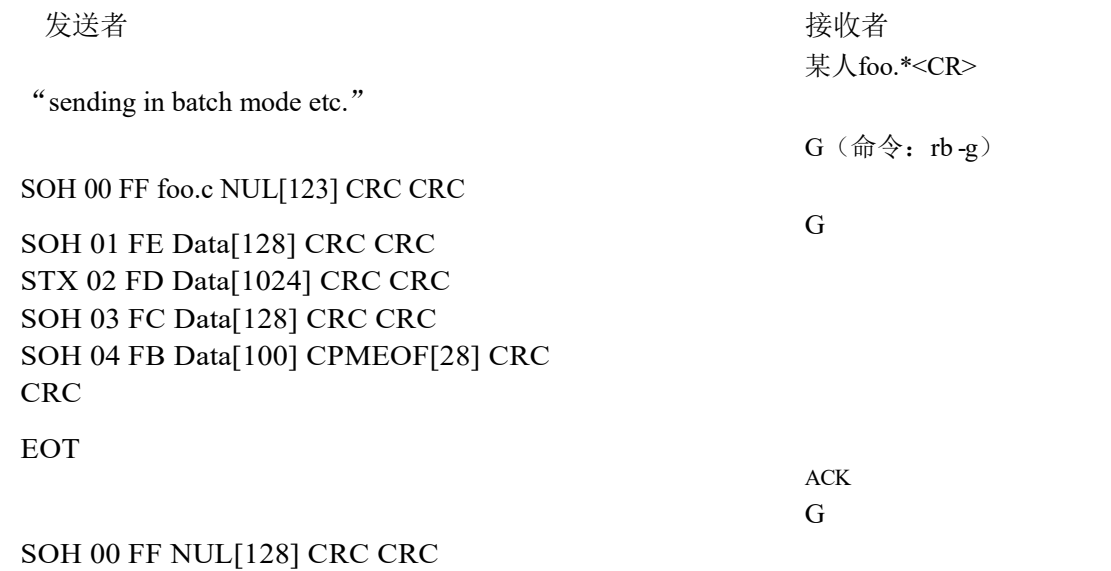 发送者 接收者
某人foo.*<CR>
“sending in batch mode etc.”
G（命令：rb -g）
SOH 00 FF foo.c NUL[123] CRC CRC
G
SOH 01 FE Data[128] CRC CRC
STX 02 FD Data[1024] CRC CRC
SOH 03 FC Data[128] CRC CRC
SOH 04 FB Data[100] CPMEOF[28] CRC
CRC
EOT
ACK
G
SOH 00 FF NUL[128] CRC CRC